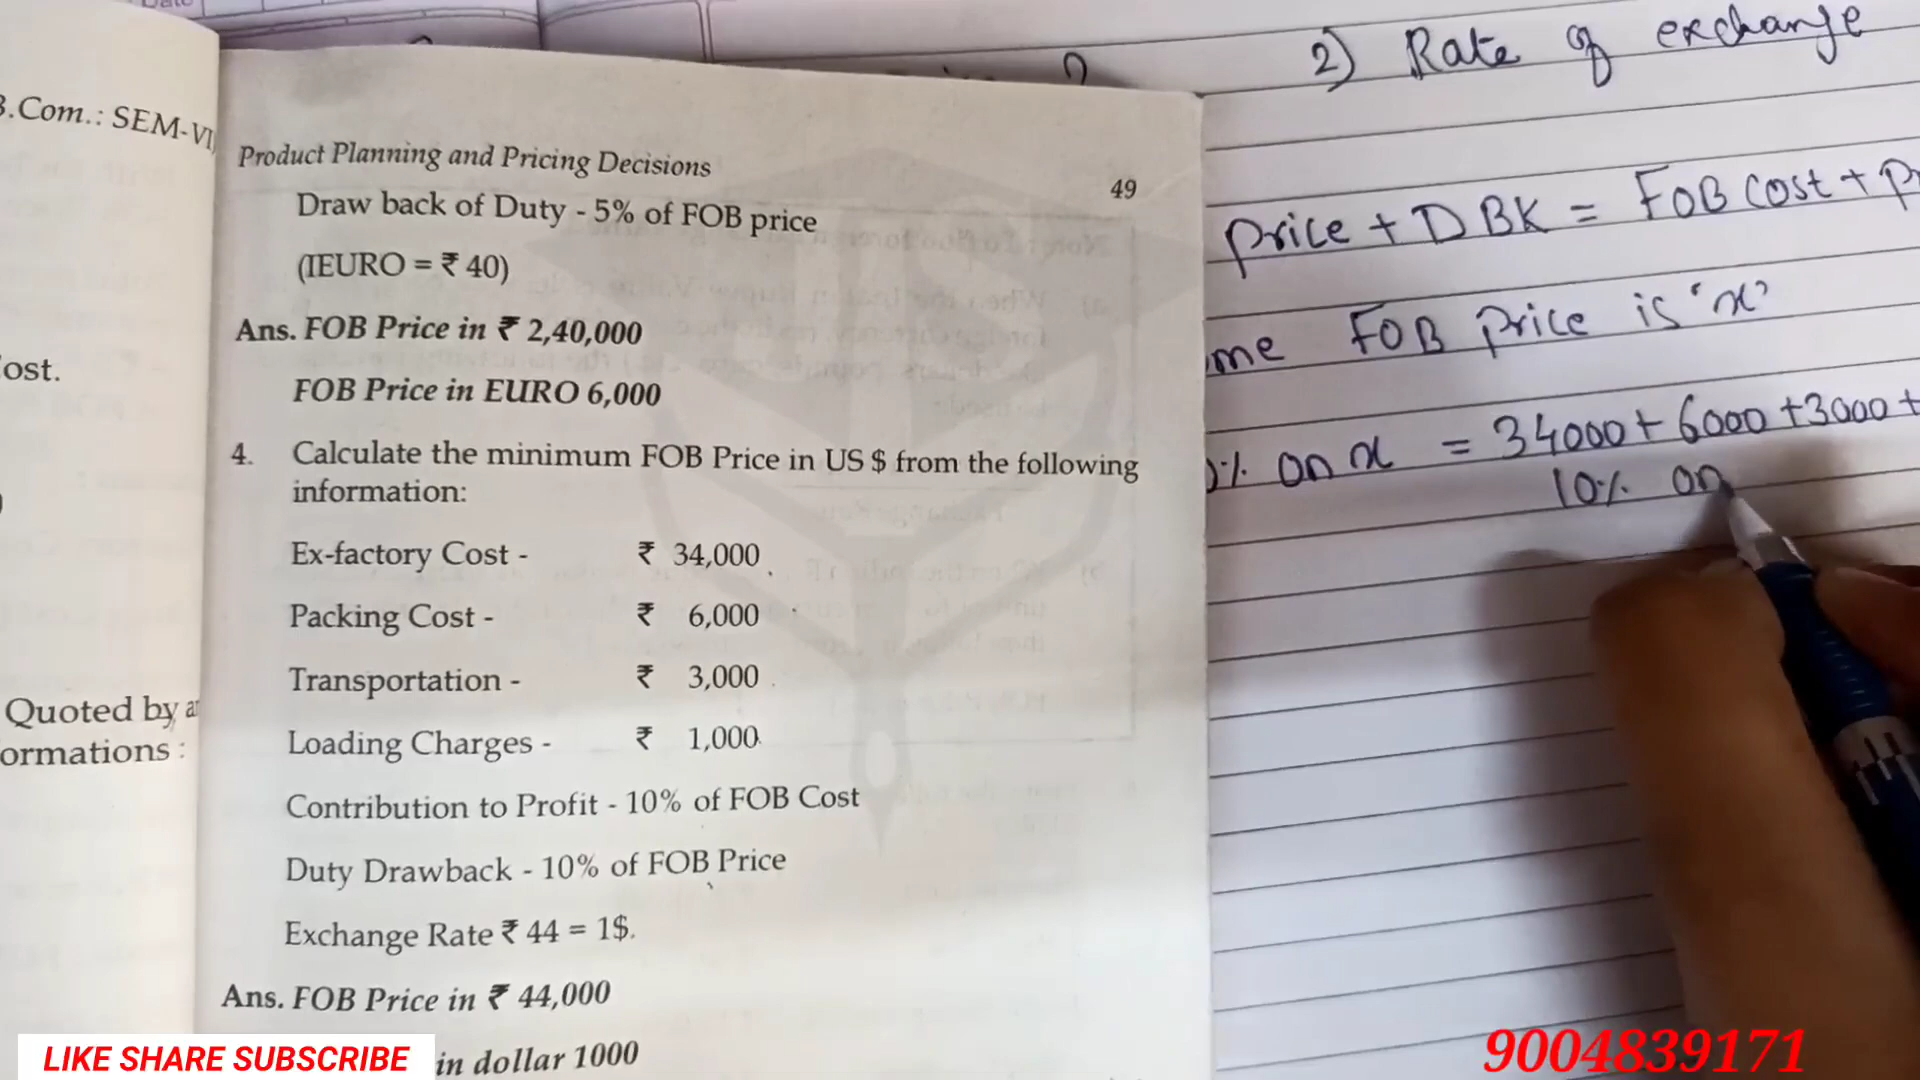 B.Com.: SEM-VI
ost.
Quoted by a
ormations :
Product Planning and Pricing Decisions
49
Draw back of Duty - 5% of FOB price
(IEURO = ₹ 40)
Ans. FOB Price in ₹ 2,40,000
FOB Price in EURO 6,000
4. Calculate the minimum FOB Price in US $ from the following
information:
Ex-factory Cost - ₹ 34,000
Packing Cost - ₹ 6,000
Transportation - ₹ 3,000
Loading Charges - ₹ 1,000
Contribution to Profit - 10% of FOB Cost
Duty Drawback - 10% of FOB Price
Exchange Rate ₹ 44 = 1$.
Ans. FOB Price in ₹ 44,000
in dollar 1000
2) Rate of exchange
price + DBK = FOB cost + pr
me FOB price is 'x'
0% on x = 34000 + 6000 + 3000 +
10% on
LIKE SHARE SUBSCRIBE
9004839171